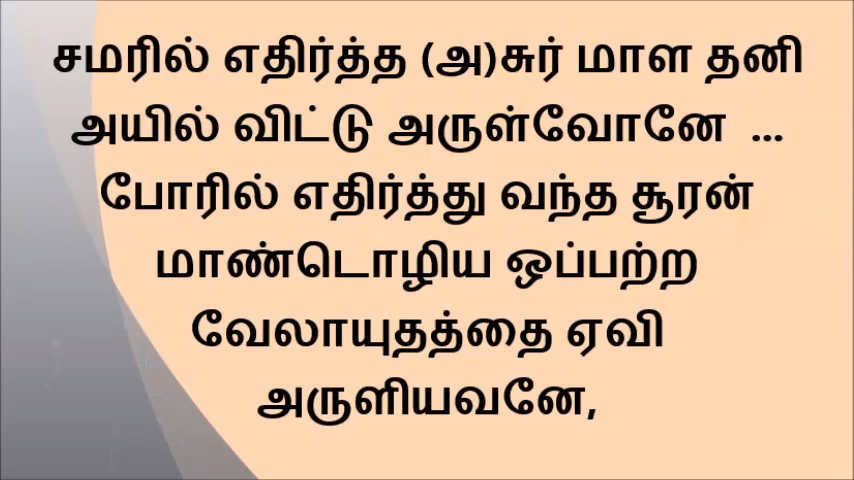 சமரில் எதிர்த்த (அ)சுர் மாள தனி
அயில் விட்டு அருள்வோனே ...
போரில் எதிர்த்து வந்த சூரன்
மாண்டொழிய ஒப்பற்ற
வேலாயுதத்தை ஏவி
அருளியவனே,